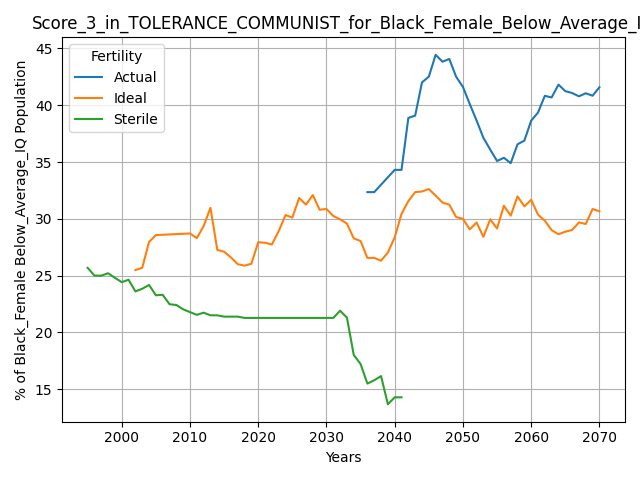 Score_3_in_TOLERANCE_COMMUNIST_for_Black_Female_Below_Average_I
% of Black_Female Below_Average_IQ Population
Fertility
Actual
Ideal
Sterile
45
40
35
30
25
20
15
2000 2010 2020 2030 2040 2050 2060 2070
Years